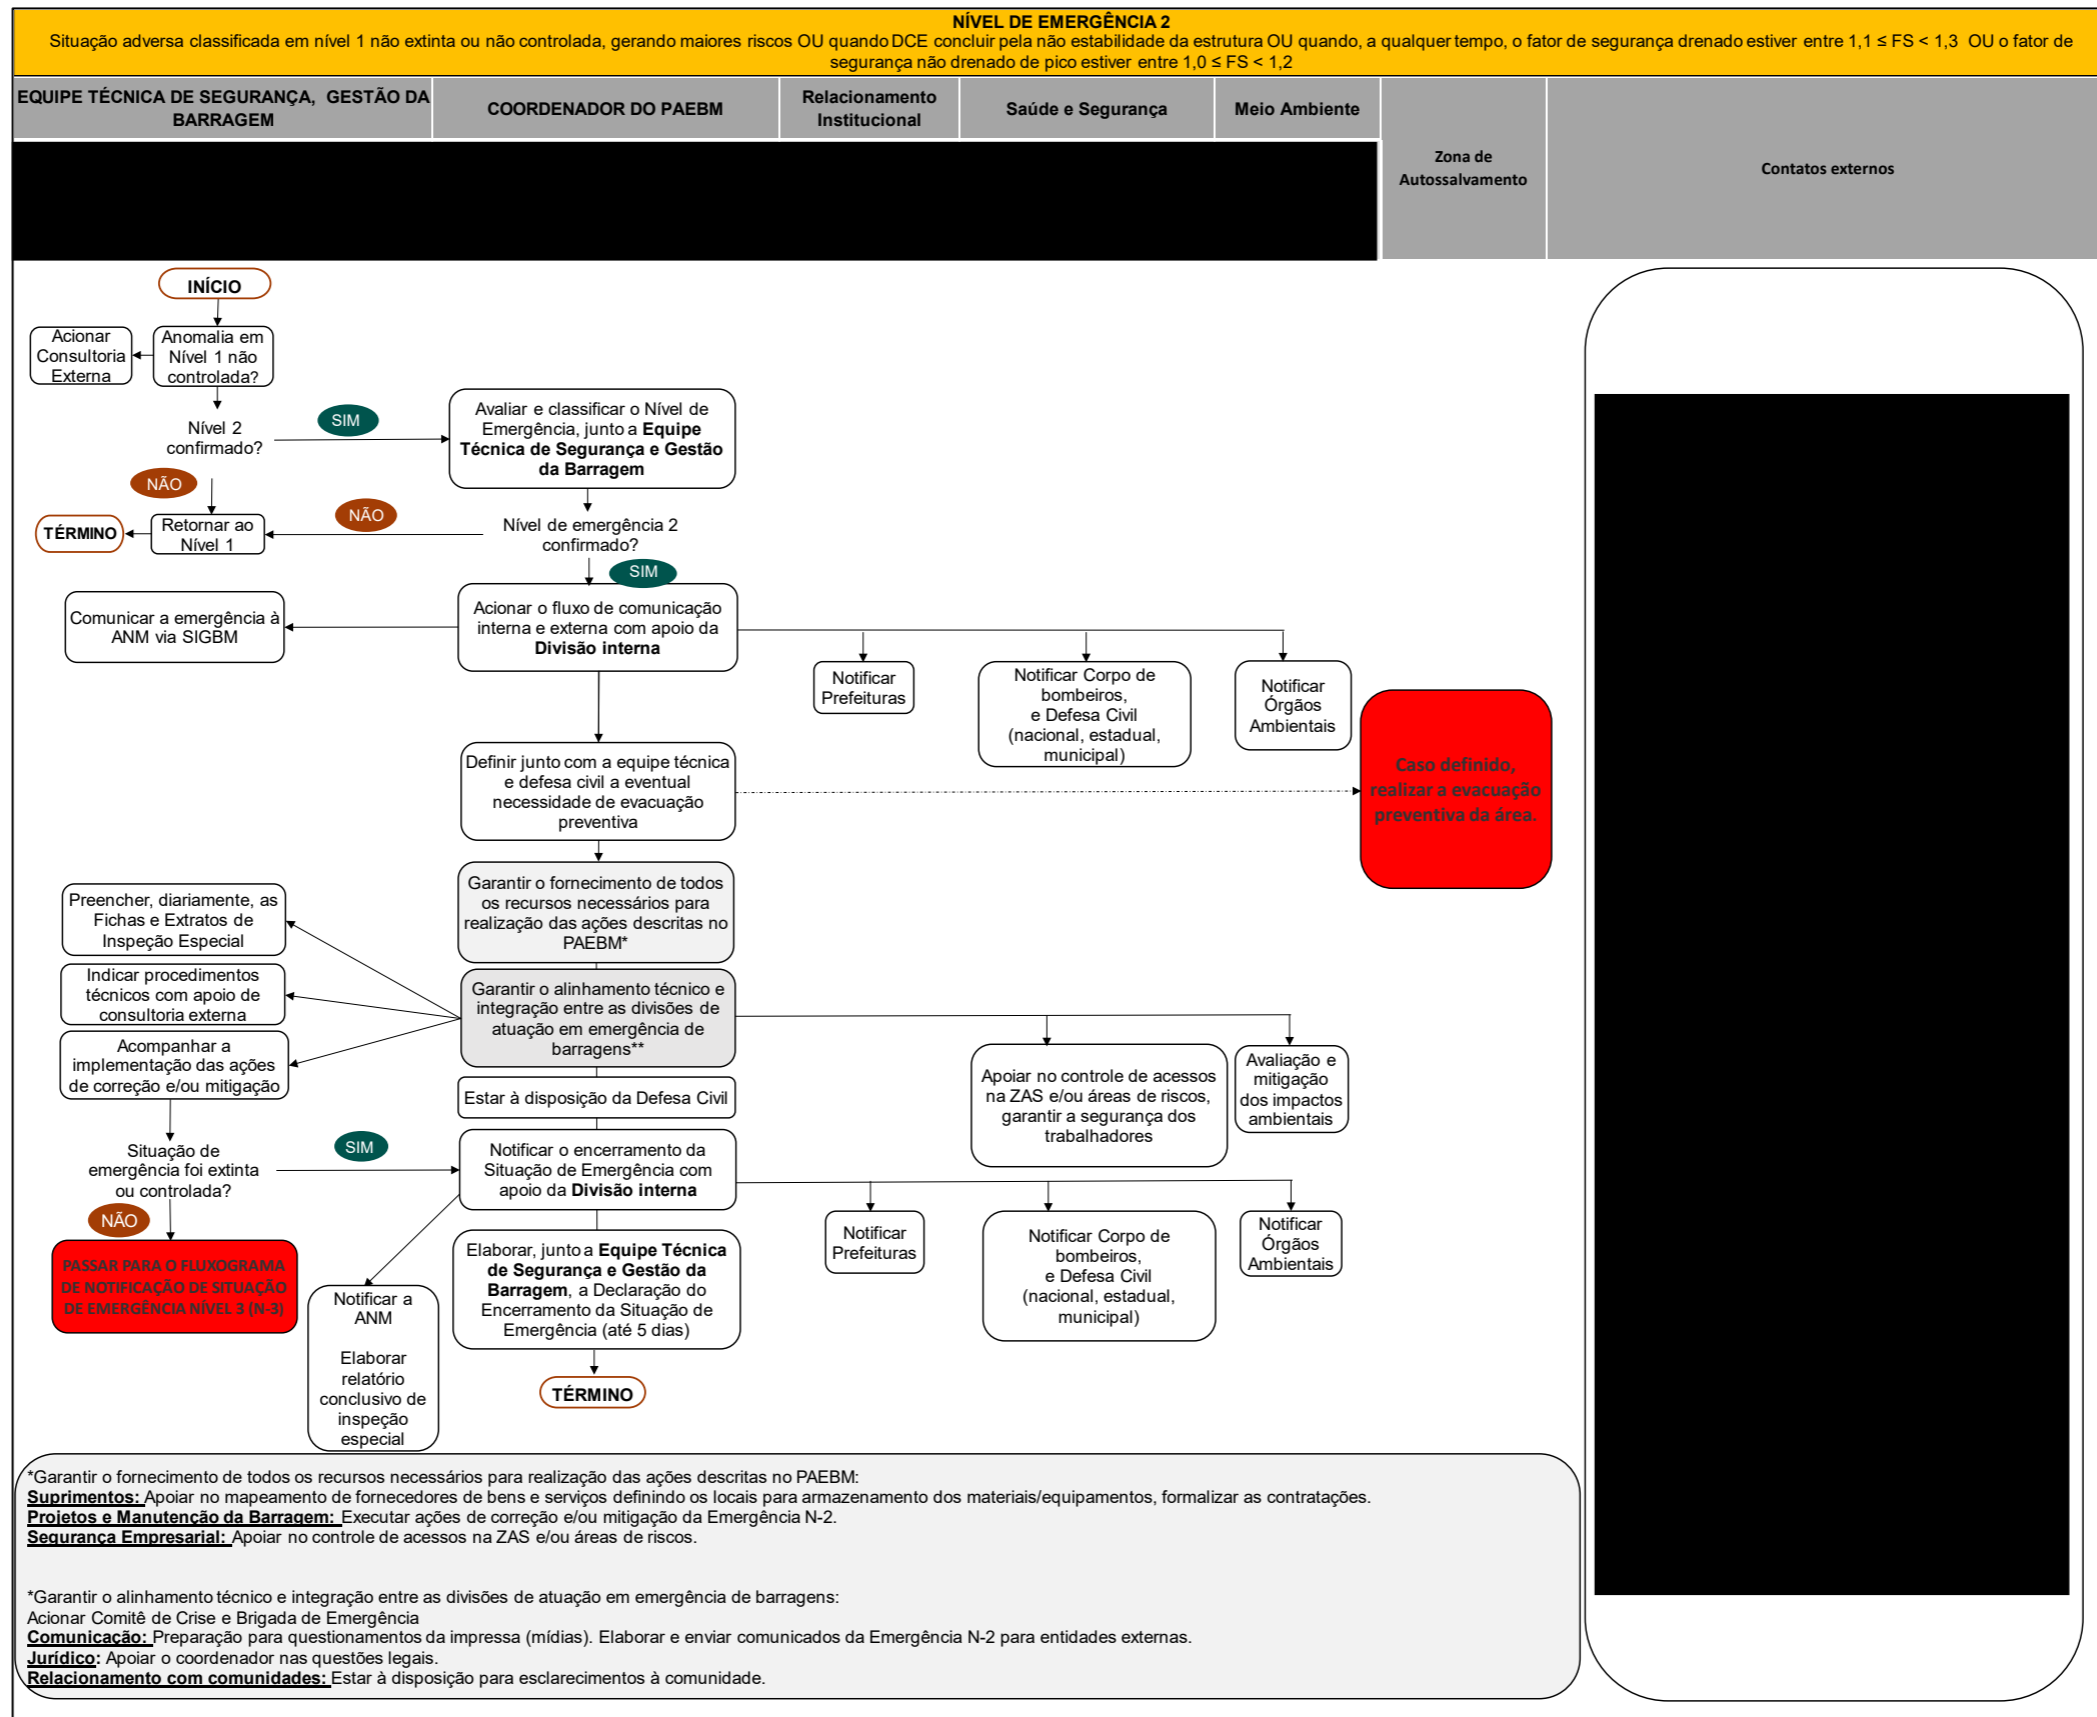 NÍVEL DE EMERGÊNCIA 2
Situação adversa classificada em nível 1 não extinta ou não controlada, gerando maiores riscos OU quando DCE concluir pela não estabilidade da estrutura OU quando, a qualquer tempo, o fator de segurança drenado estiver entre 1,1 ≤ FS < 1,3 OU o fator de
segurança não drenado de pico estiver entre 1,0 ≤ FS < 1,2
EQUIPE TÉCNICA DE SEGURANÇA, GESTÃO DA
BARRAGEM
COORDENADOR DO PAEBM
Relacionamento
Institucional
Saúde e Segurança
Meio Ambiente
Zona de
Autossalvamento
Contatos externos
INÍCIO
Acionar
Consultoria
Externa
Anomalia em
Nível 1 não
controlada?
Nível 2
confirmado?
SIM
Avaliar e classificar o Nível de
Emergência, junto a Equipe
Técnica de Segurança e Gestão
da Barragem
NÃO
TÉRMINO
Retornar ao
Nível 1
NÃO
Nível de emergência 2
confirmado?
SIM
Comunicar a emergência à
ANM via SIGBM
Acionar o fluxo de comunicação
interna e externa com apoio da
Divisão interna
Notificar
Prefeituras
Notificar Corpo de
bombeiros,
e Defesa Civil
(nacional, estadual,
municipal)
Notificar
Órgãos
Ambientais
Definir junto com a equipe técnica
e defesa civil a eventual
necessidade de evacuação
preventiva
Caso definido,
realizar a evacuação
preventiva da área.
Garantir o fornecimento de todos
os recursos necessários para
realização das ações descritas no
PAEBM*
Preencher, diariamente, as
Fichas e Extratos de
Inspeção Especial
Indicar procedimentos
técnicos com apoio de
consultoria externa
Acompanhar a
implementação das ações
de correção e/ou mitigação
Garantir o alinhamento técnico e
integração entre as divisões de
atuação em emergência de
barragens**
Apoiar no controle de acessos
na ZAS e/ou áreas de riscos,
garantir a segurança dos
trabalhadores
Avaliação e
mitigação
dos impactos
ambientais
Estar à disposição da Defesa Civil
Situação de
emergência foi extinta
ou controlada?
SIM
Notificar o encerramento da
Situação de Emergência com
apoio da Divisão interna
NÃO
PASSAR PARA O FLUXOGRAMA
DE NOTIFICAÇÃO DE SITUAÇÃO
DE EMERGÊNCIA NÍVEL 3 (N-3)
Notificar
Prefeituras
Notificar Corpo de
bombeiros,
e Defesa Civil
(nacional, estadual,
municipal)
Notificar
Órgãos
Ambientais
Elaborar, junto a Equipe Técnica
de Segurança e Gestão da
Barragem, a Declaração do
Encerramento da Situação de
Emergência (até 5 dias)
Notificar a
ANM
Elaborar
relatório
conclusivo de
inspeção
especial
TÉRMINO
*Garantir o fornecimento de todos os recursos necessários para realização das ações descritas no PAEBM:
Suprimentos: Apoiar no mapeamento de fornecedores de bens e serviços definindo os locais para armazenamento dos materiais/equipamentos, formalizar as contratações.
Projetos e Manutenção da Barragem: Executar ações de correção e/ou mitigação da Emergência N-2.
Segurança Empresarial: Apoiar no controle de acessos na ZAS e/ou áreas de riscos.
*Garantir o alinhamento técnico e integração entre as divisões de atuação em emergência de barragens:
Acionar Comitê de Crise e Brigada de Emergência
Comunicação: Preparação para questionamentos da impressa (mídias). Elaborar e enviar comunicados da Emergência N-2 para entidades externas.
Jurídico: Apoiar o coordenador nas questões legais.
Relacionamento com comunidades: Estar à disposição para esclarecimentos à comunidade.